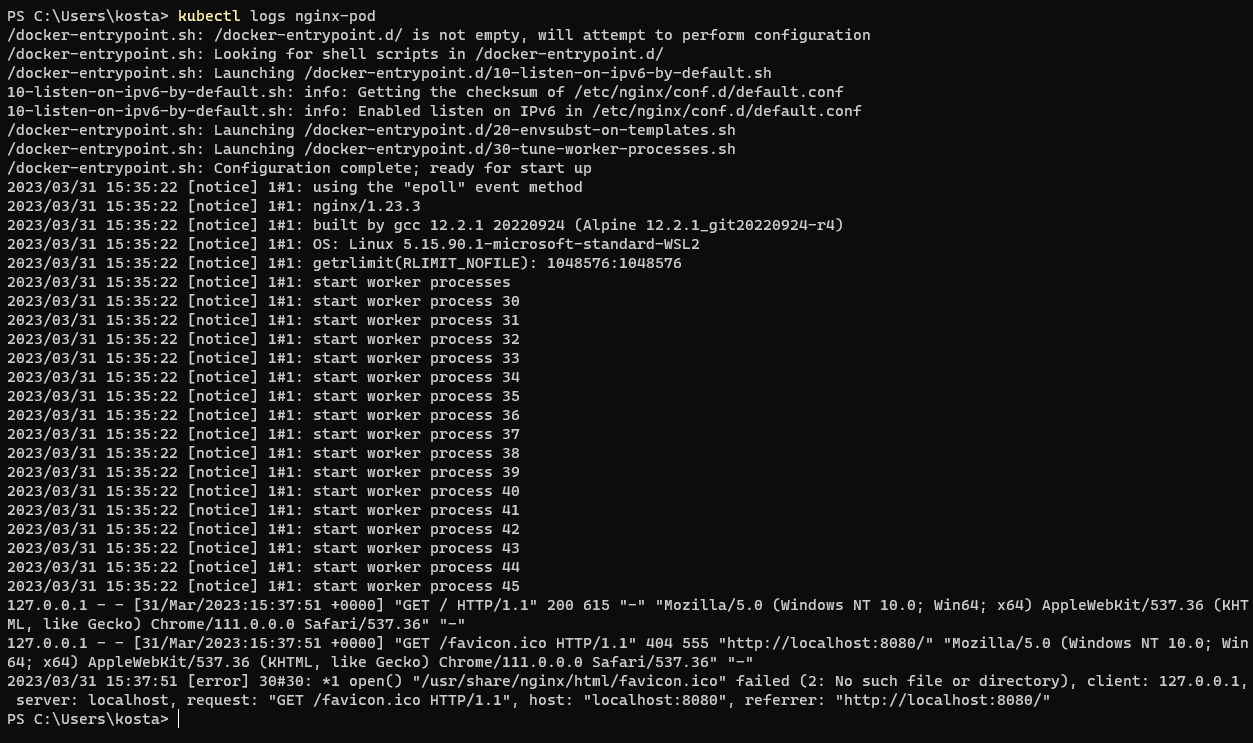 PS C:\Users\kosta> kubectl logs nginx-pod
/docker-entrypoint.sh: /docker-entrypoint.d/ is not empty, will attempt to perform configuration
/docker-entrypoint.sh: Looking for shell scripts in /docker-entrypoint.d/
/docker-entrypoint.sh: Launching /docker-entrypoint.d/10-listen-on-ipv6-by-default.sh
10-listen-on-ipv6-by-default.sh: info: Getting the checksum of /etc/nginx/conf.d/default.conf
10-listen-on-ipv6-by-default.sh: info: Enabled listen on IPv6 in /etc/nginx/conf.d/default.conf
/docker-entrypoint.sh: Launching /docker-entrypoint.d/20-envsubst-on-templates.sh
/docker-entrypoint.sh: Launching /docker-entrypoint.d/30-tune-worker-processes.sh
/docker-entrypoint.sh: Configuration complete; ready for start up
2023/03/31 15:35:22 [notice] 1#1: using the "epoll" event method
2023/03/31 15:35:22 [notice] 1#1: nginx/1.23.3
2023/03/31 15:35:22 [notice] 1#1: built by gcc 12.2.1 20220924 (Alpine 12.2.1_git20220924-r4)
2023/03/31 15:35:22 [notice] 1#1: OS: Linux 5.15.90.1-microsoft-standard-WSL2
2023/03/31 15:35:22 [notice] 1#1: getrlimit(RLIMIT_NOFILE): 1048576:1048576
2023/03/31 15:35:22 [notice] 1#1: start worker processes
2023/03/31 15:35:22 [notice] 1#1: start worker process 30
2023/03/31 15:35:22 [notice] 1#1: start worker process 31
2023/03/31 15:35:22 [notice] 1#1: start worker process 32
2023/03/31 15:35:22 [notice] 1#1: start worker process 33
2023/03/31 15:35:22 [notice] 1#1: start worker process 34
2023/03/31 15:35:22 [notice] 1#1: start worker process 35
2023/03/31 15:35:22 [notice] 1#1: start worker process 36
2023/03/31 15:35:22 [notice] 1#1: start worker process 37
2023/03/31 15:35:22 [notice] 1#1: start worker process 38
2023/03/31 15:35:22 [notice] 1#1: start worker process 39
2023/03/31 15:35:22 [notice] 1#1: start worker process 40
2023/03/31 15:35:22 [notice] 1#1: start worker process 41
2023/03/31 15:35:22 [notice] 1#1: start worker process 42
2023/03/31 15:35:22 [notice] 1#1: start worker process 43
2023/03/31 15:35:22 [notice] 1#1: start worker process 44
2023/03/31 15:35:22 [notice] 1#1: start worker process 45
127.0.0.1 - - [31/Mar/2023:15:37:51 +0000] "GET / HTTP/1.1" 200 615 "-" "Mozilla/5.0 (Windows NT 10.0; Win64; x64) AppleWebKit/537.36 (KHT
ML, like Gecko) Chrome/111.0.0.0 Safari/537.36" "-"
127.0.0.1 - - [31/Mar/2023:15:37:51 +0000] "GET /favicon.ico HTTP/1.1" 404 555 "http://localhost:8080/" "Mozilla/5.0 (Windows NT 10.0; Win
64; x64) AppleWebKit/537.36 (KHTML, like Gecko) Chrome/111.0.0.0 Safari/537.36" "-"
2023/03/31 15:37:51 [error] 30#30: *1 open() "/usr/share/nginx/html/favicon.ico" failed (2: No such file or directory), client: 127.0.0.1,
 server: localhost, request: "GET /favicon.ico HTTP/1.1", host: "localhost:8080", referrer: "http://localhost:8080/"
PS C:\Users\kosta>